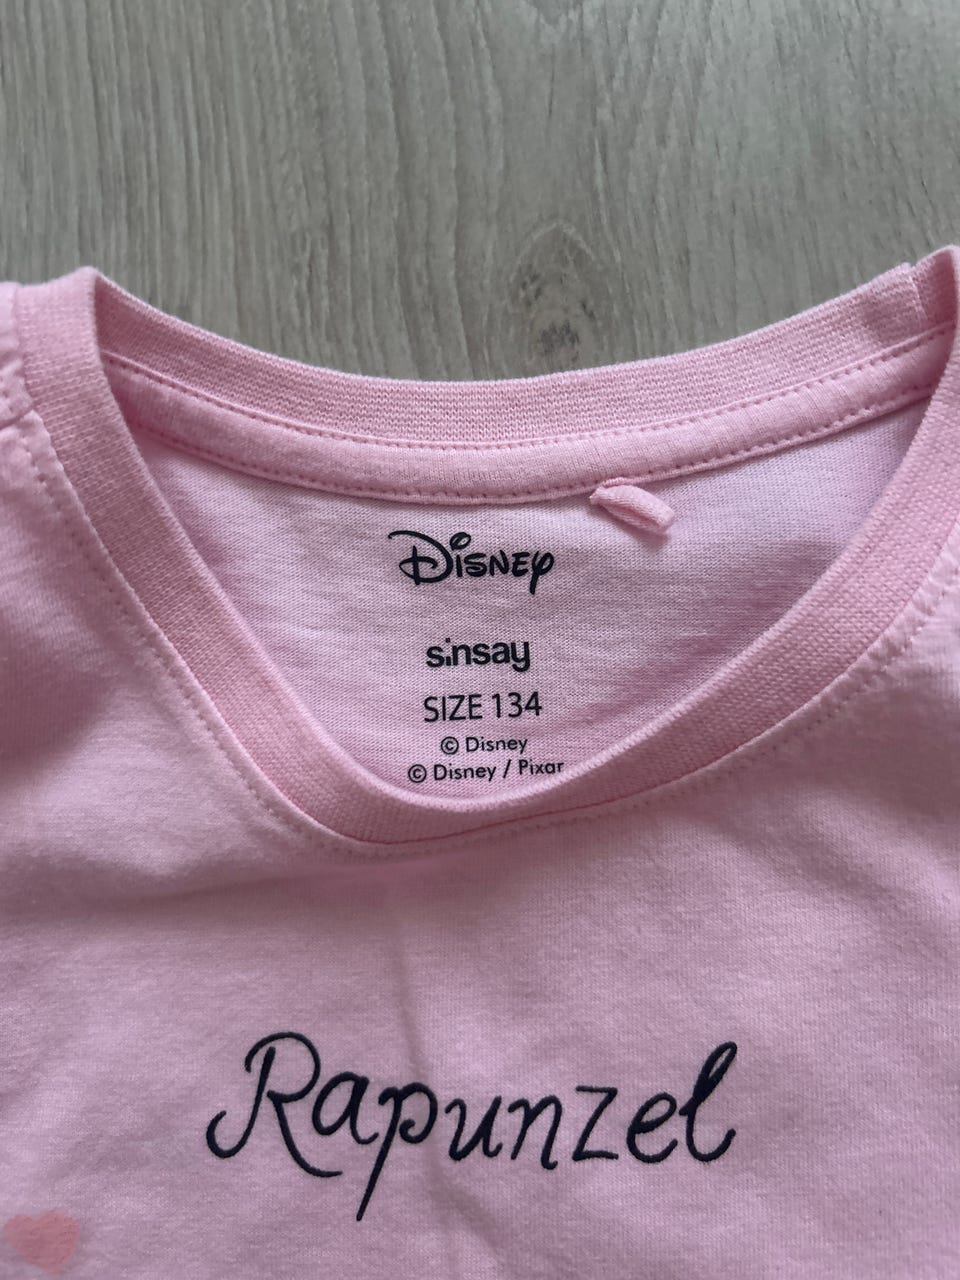 Disney
sinsay
SIZE 134
© Disney
© Disney / Pixar
Rapunzel